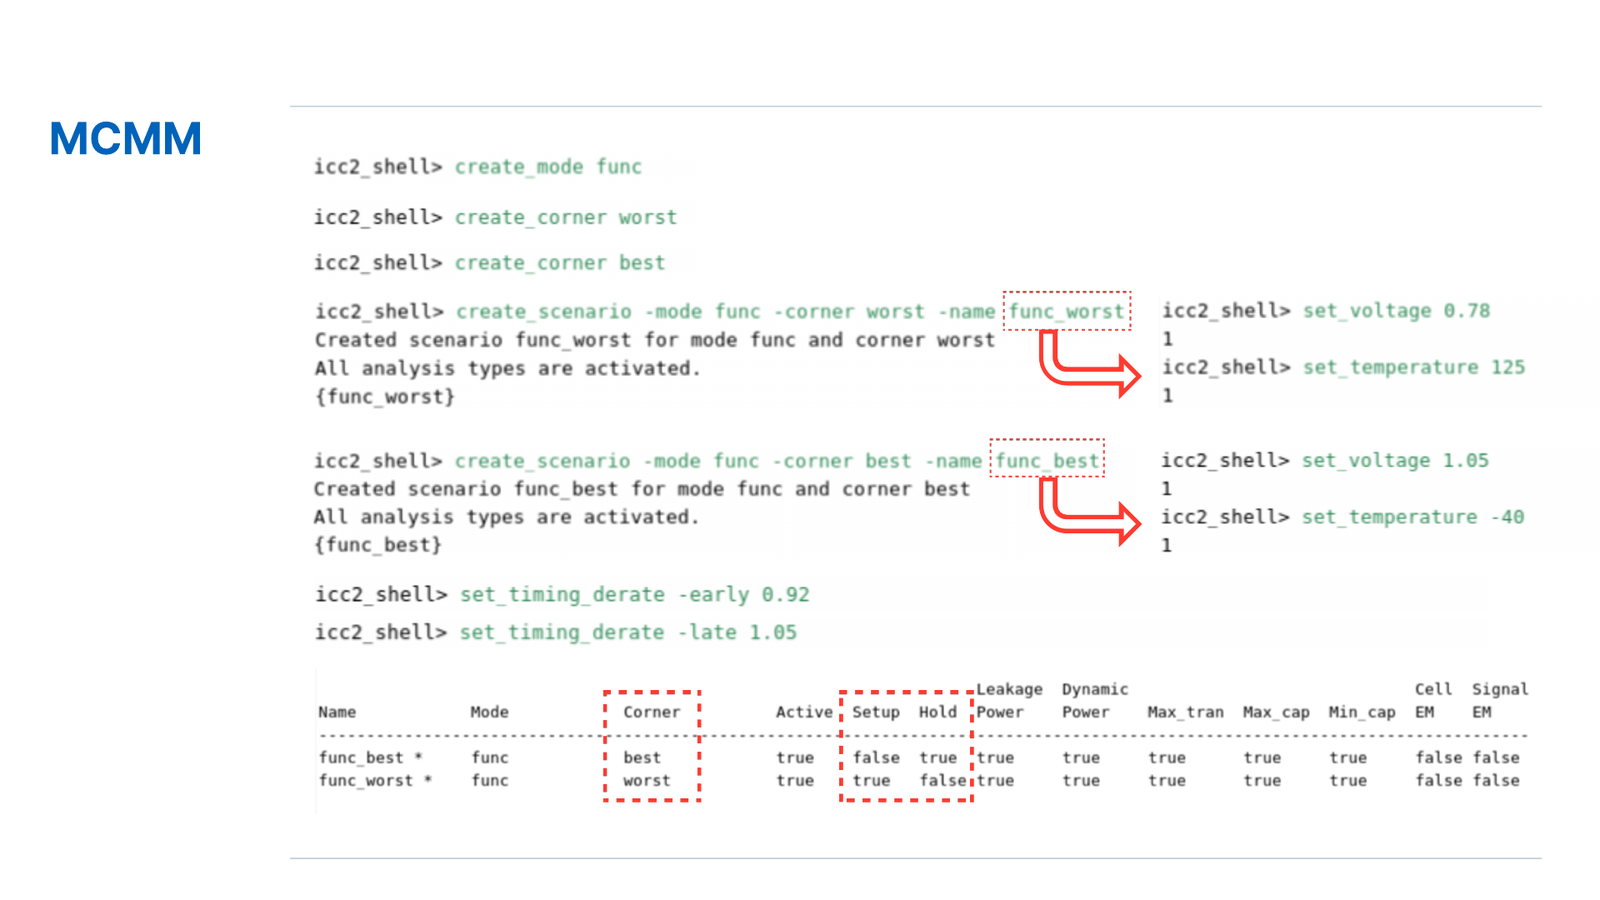 MCMM
icc2_shell> create_mode func
icc2_shell> create_corner worst
icc2_shell> create_corner best
icc2_shell> create_scenario -mode func -corner worst -name func_worst
Created scenario func_worst for mode func and corner worst
All analysis types are activated.
{func_worst}
icc2_shell> set_voltage 0.78
1
icc2_shell> set_temperature 125
1
icc2_shell> create_scenario -mode func -corner best -name func_best
Created scenario func_best for mode func and corner best
All analysis types are activated.
{func_best}
icc2_shell> set_voltage 1.05
1
icc2_shell> set_temperature -40
1
icc2_shell> set_timing_derate -early 0.92
icc2_shell> set_timing_derate -late 1.05
Leakage Dynamic Cell Signal
Name Mode Corner Active Setup Hold Power Power Max_tran Max_cap Min_cap EM EM
func_best * func best true false true true true true true true false false
func_worst * func worst true true false true true true true true false false